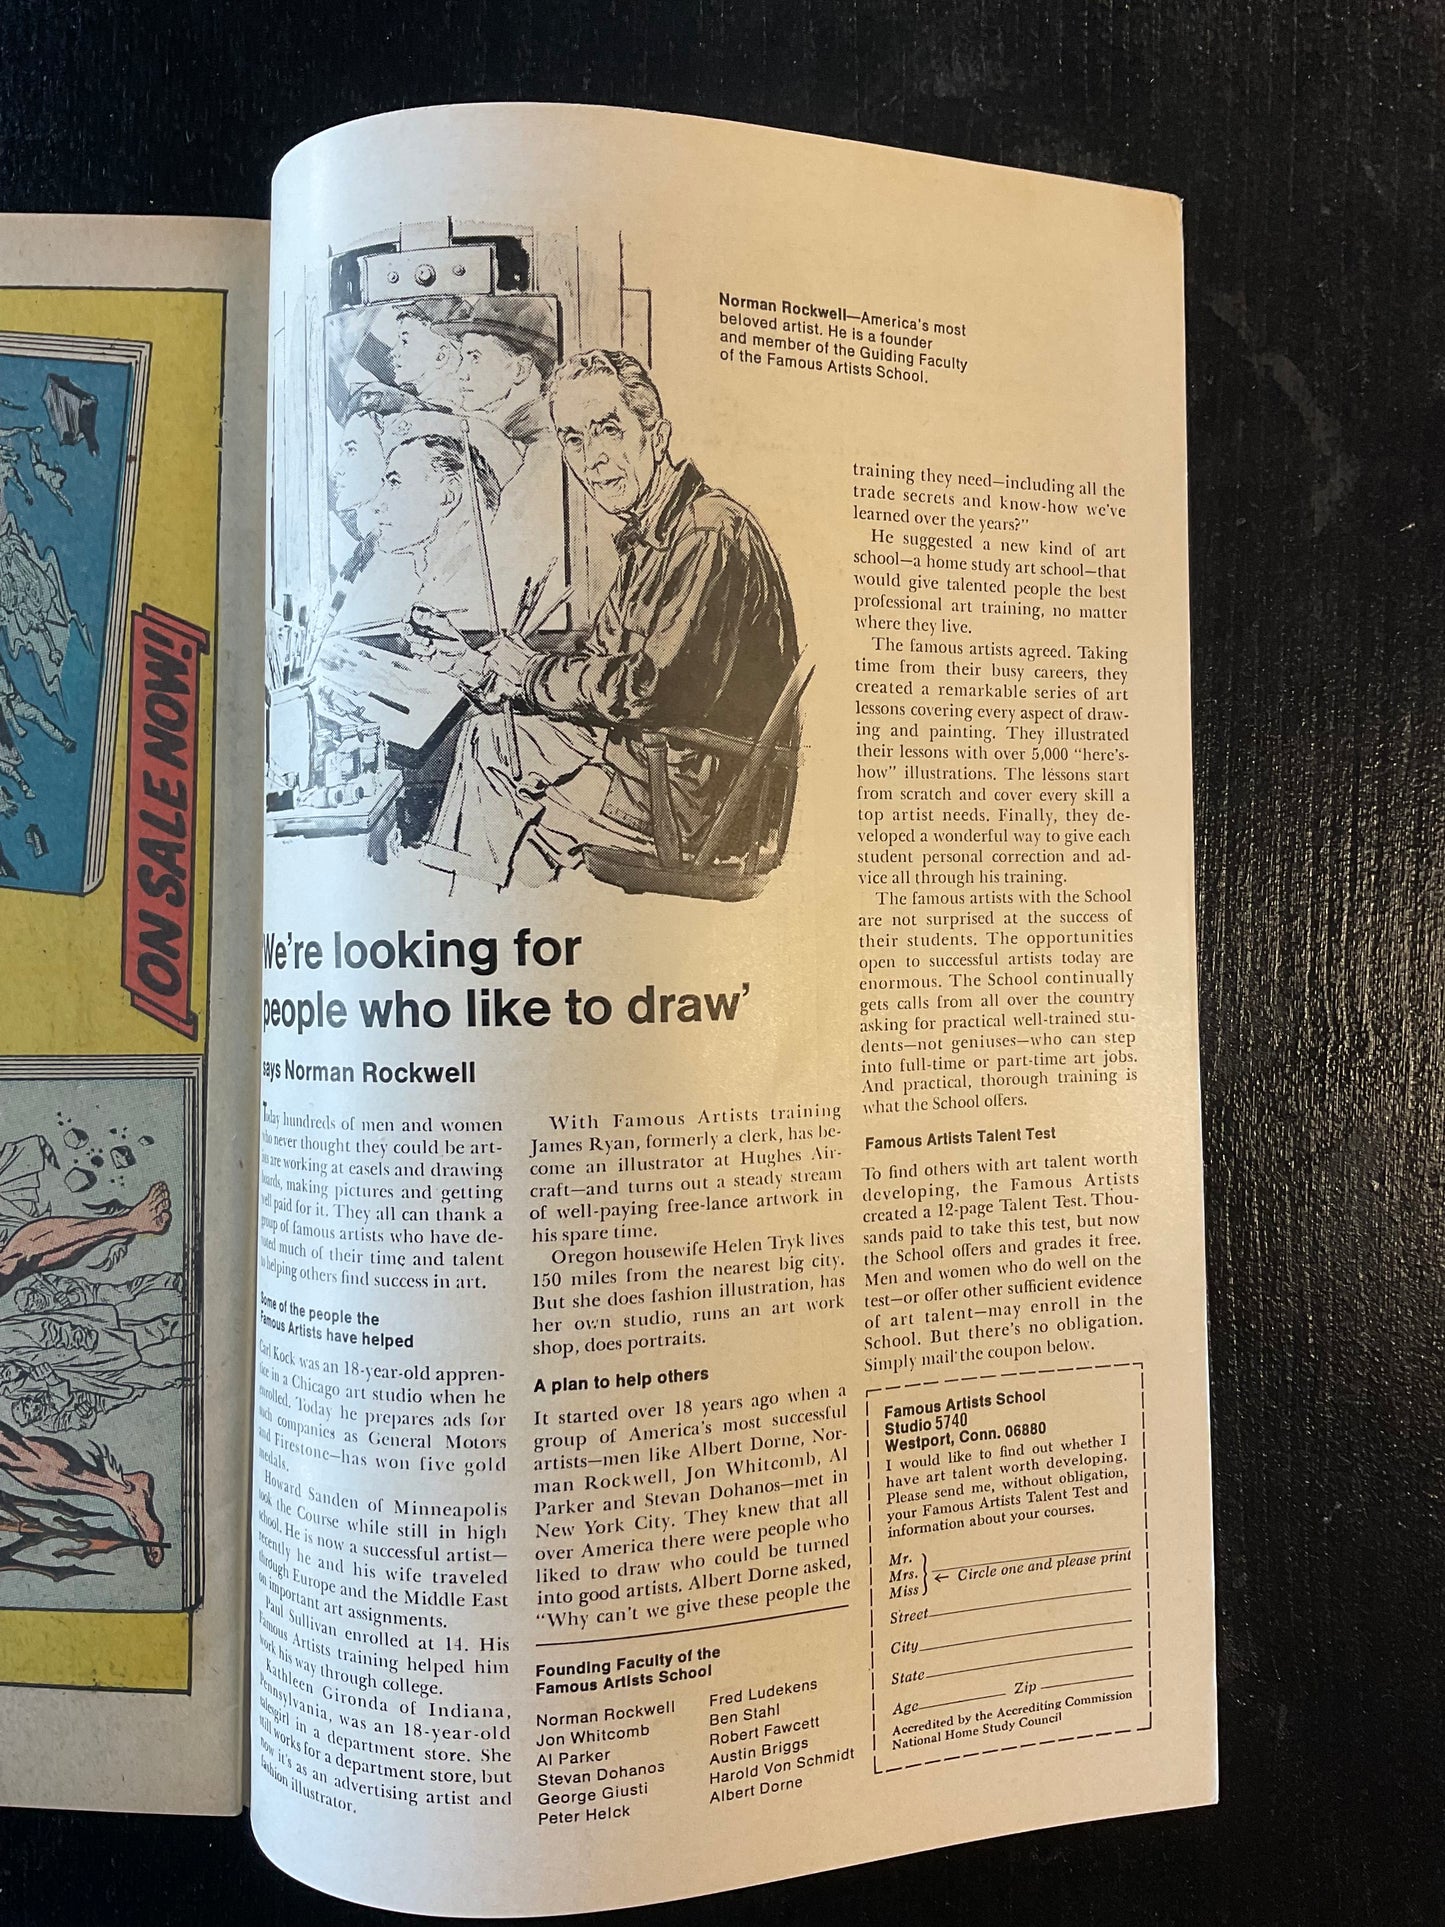 ON SALE NOW!
Norman Rockwell—America's most
beloved artist. He is a founder
and member of the Guiding Faculty
of the Famous Artists School.
We're looking for
people who like to draw'
says Norman Rockwell
Today hundreds of men and women
who never thought they could be art-
ists are working at easels and drawing
boards, making pictures and getting
well paid for it. They all can thank a
group of famous artists who have de-
voted much of their time and talent
to helping others find success in art.
Some of the people the
Famous Artists have helped
Carl Kock was an 18-year-old appren-
tice in a Chicago art studio when he
enrolled. Today he prepares ads for
such companies as General Motors
and Firestone—has won five gold
medals.
Howard Sanden of Minneapolis
took the Course while still in high
school. He is now a successful artist—
recently he and his wife traveled
through Europe and the Middle East
on important art assignments.
Paul Sullivan enrolled at 14. His
Famous Artists training helped him
work his way through college.
Kathleen Gironda of Indiana,
Pennsylvania, was an 18-year-old
salesgirl in a department store. She
still works for a department store, but
now it's as an advertising artist and
fashion illustrator.
With Famous Artists training
James Ryan, formerly a clerk, has be-
come an illustrator at Hughes Air-
craft—and turns out a steady stream
of well-paying free-lance artwork in
his spare time.
Oregon housewife Helen Tryk lives
150 miles from the nearest big city.
But she does fashion illustration, has
her own studio, runs an art work
shop, does portraits.
A plan to help others
It started over 18 years ago when a
group of America's most successful
artists—men like Albert Dorne, Nor-
man Rockwell, Jon Whitcomb, Al
Parker and Stevan Dohanos—met in
New York City. They knew that all
over America there were people who
liked to draw who could be turned
into good artists. Albert Dorne asked,
“Why can't we give these people the
training they need—including all the
trade secrets and know-how we've
learned over the years?”
He suggested a new kind of art
school—a home study art school—that
would give talented people the best
professional art training, no matter
where they live.
The famous artists agreed. Taking
time from their busy careers, they
created a remarkable series of art
lessons covering every aspect of draw-
ing and painting. They illustrated
their lessons with over 5,000 “here's-
how” illustrations. The lessons start
from scratch and cover every skill a
top artist needs. Finally, they de-
veloped a wonderful way to give each
student personal correction and ad-
vice all through his training.
The famous artists with the School
are not surprised at the success of
their students. The opportunities
open to successful artists today are
enormous. The School continually
gets calls from all over the country
asking for practical well-trained stu-
dents—not geniuses—who can step
into full-time or part-time art jobs.
And practical, thorough training is
what the School offers.
Famous Artists Talent Test
To find others with art talent worth
developing, the Famous Artists
created a 12-page Talent Test. Thou-
sands paid to take this test, but now
the School offers and grades it free.
Men and women who do well on the
test—or offer other sufficient evidence
of art talent—may enroll in the
School. But there's no obligation.
Simply mail the coupon below.
Founding Faculty of the
Famous Artists School
Norman Rockwell
Jon Whitcomb
Al Parker
Stevan Dohanos
George Giusti
Peter Helck
Fred Ludekens
Ben Stahl
Robert Fawcett
Austin Briggs
Harold Von Schmidt
Albert Dorne
Famous Artists School
Studio 5740
Westport, Conn. 06880
I would like to find out whether I
have art talent worth developing.
Please send me, without obligation,
your Famous Artists Talent Test and
information about your courses.
Mr.
Mrs. ← Circle one and please print
Miss
Street
City
State
Age Zip
Accredited by the Accrediting Commission
National Home Study Council